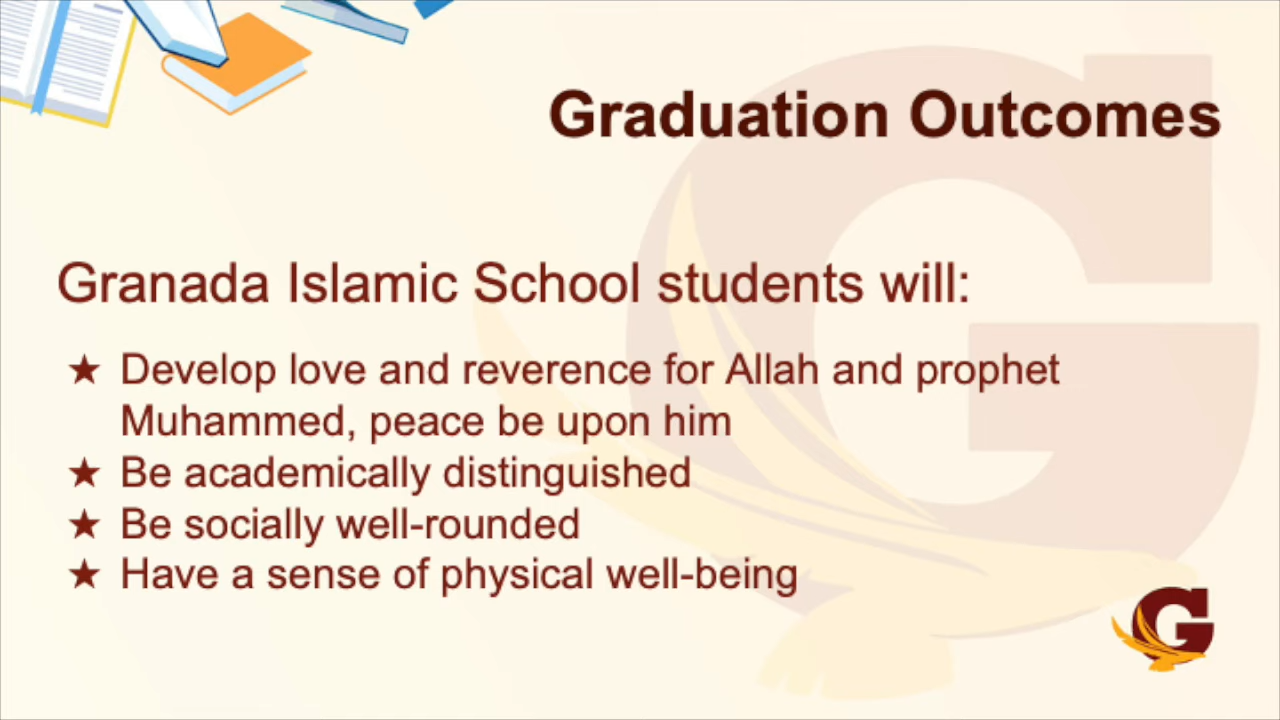 Graduation Outcomes
Granada Islamic School students will:
★ Develop love and reverence for Allah and prophet
Muhammed, peace be upon him
★ Be academically distinguished
★ Be socially well-rounded
★ Have a sense of physical well-being
G